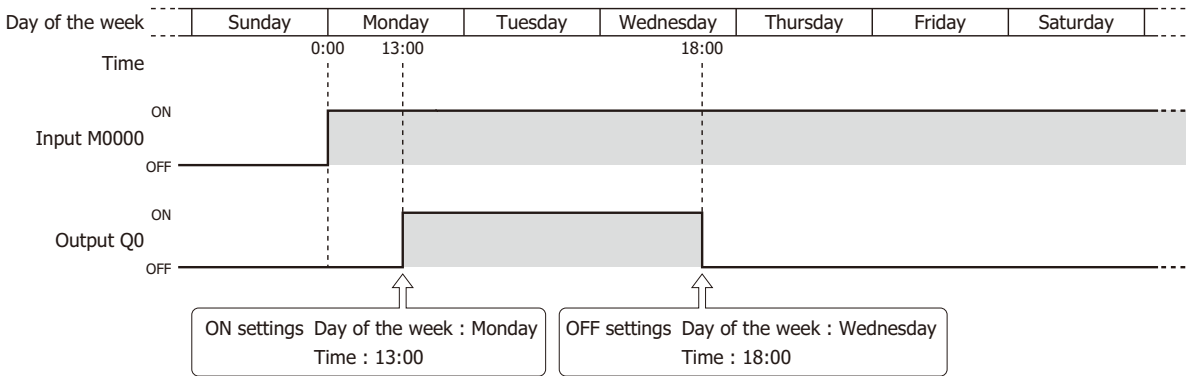 Day of the week Sunday Monday Tuesday Wednesday Thursday Friday Saturday
Time 0:00 13:00 18:00
ON
Input M0000
OFF
ON
Output Q0
OFF
ON settings Day of the week : Monday
Time : 13:00
OFF settings Day of the week : Wednesday
Time : 18:00